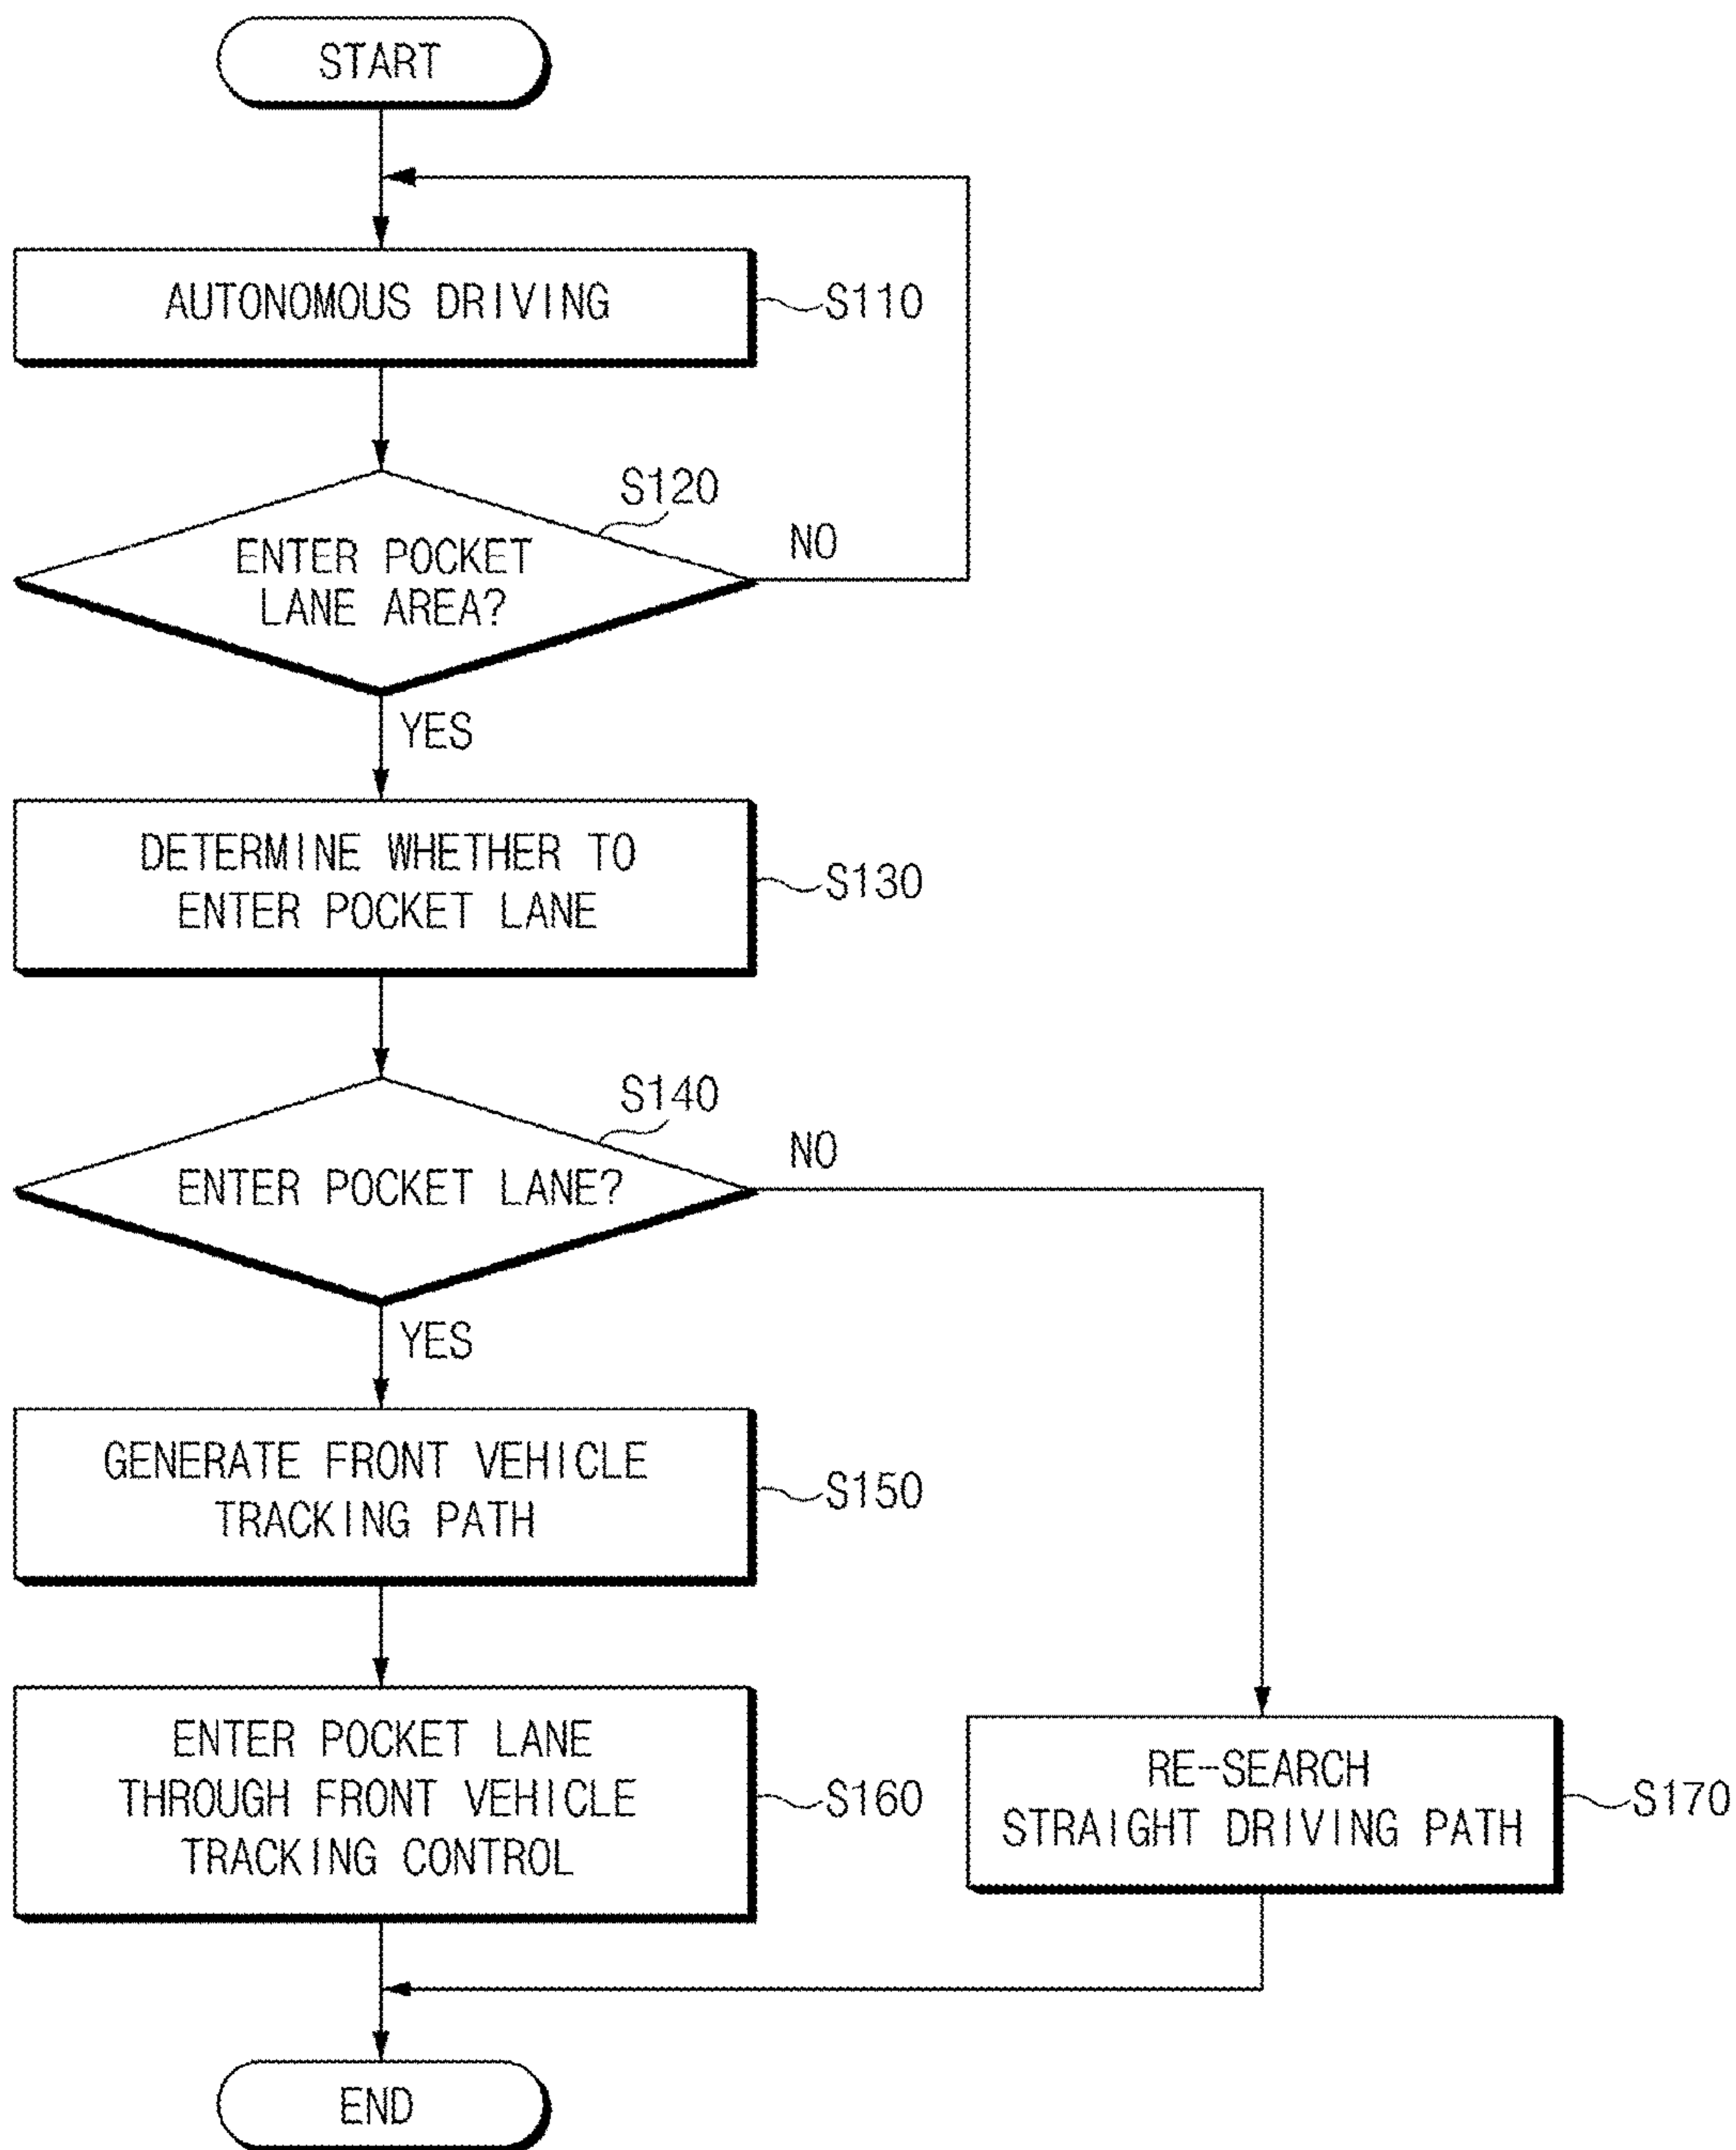 START
AUTONOMOUS DRIVING
S110
S120
ENTER POCKET
LANE AREA?
NO
YES
DETERMINE WHETHER TO
ENTER POCKET LANE
S130
S140
ENTER POCKET LANE?
NO
YES
GENERATE FRONT VEHICLE
TRACKING PATH
S150
ENTER POCKET LANE
THROUGH FRONT VEHICLE
TRACKING CONTROL
S160
RE-SEARCH
STRAIGHT DRIVING PATH
S170
END